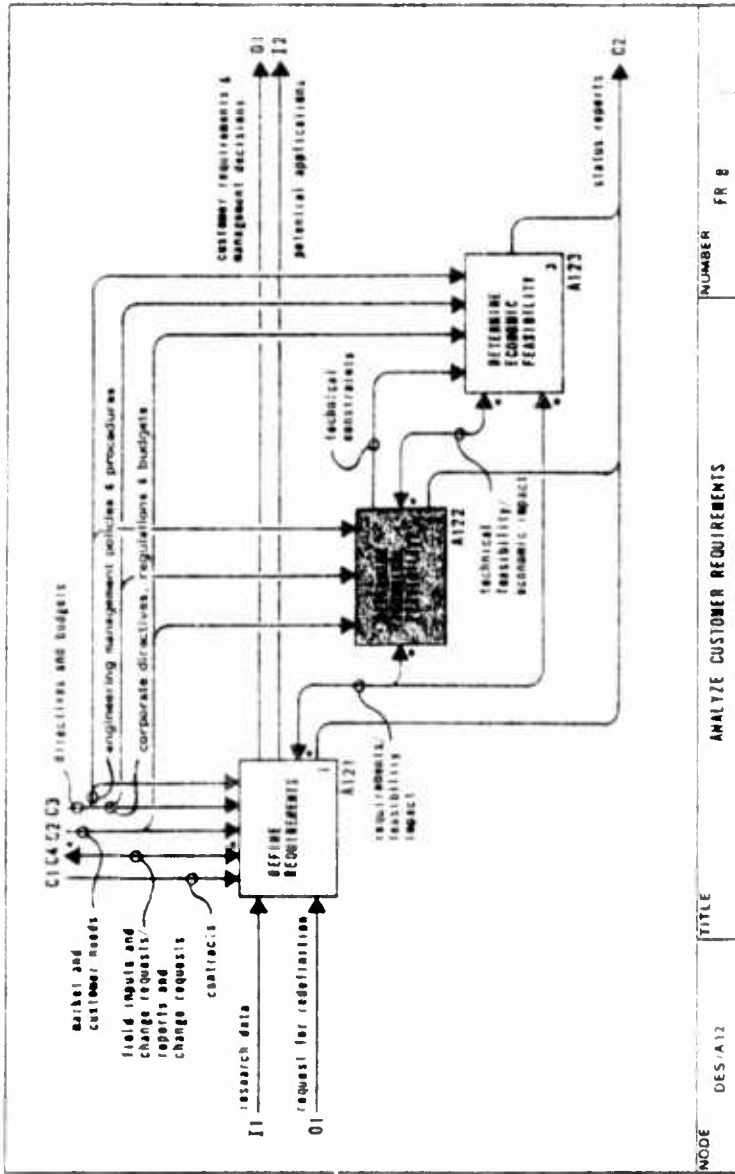 C1 C4 C2 C3
directives and budgets
engineering management policies & procedures
corporate directives, regulations & budgets
market and
customer needs
field inputs and
change requests/
reports and
change requests
contracts
I1
research data
O1
request for redefinition
DEFINE
REQUIREMENTS
1
A121
requirements/
feasibility
impact
A122
technical
constraints
technical
feasibility/
economic impact
DETERMINE
ECONOMIC
FEASIBILITY
3
A123
customer requirements &
management decisions
O1
potential applications
I2
status reports
NODE
DES/A12
TITLE
ANALYZE CUSTOMER REQUIREMENTS
NUMBER
FR 8